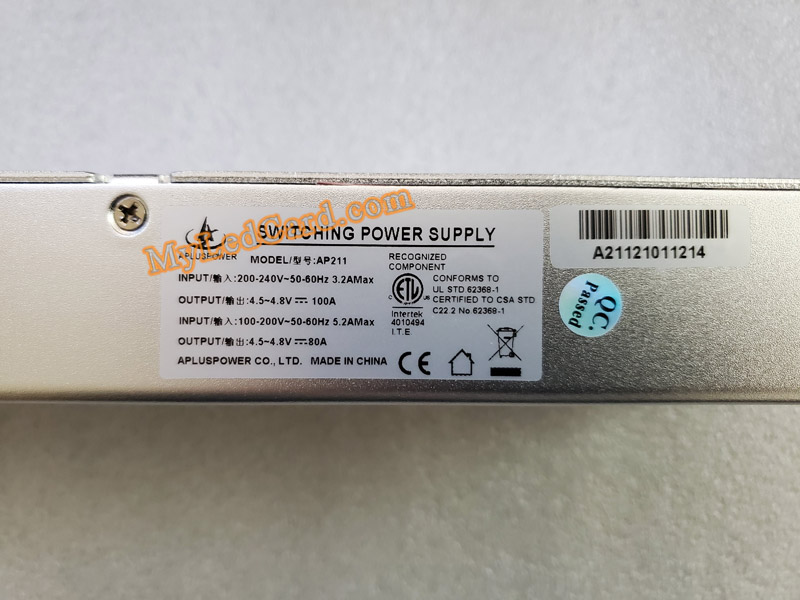 MyLedCard.com
SWITCHING POWER SUPPLY
APLUSPOWER
MODEL/型号:AP211
INPUT/输入:200-240V~50-60Hz 3.2AMax
OUTPUT/输出:4.5~4.8V⎓ 100A
INPUT/输入:100-200V~50-60Hz 5.2AMax
OUTPUT/输出:4.5~4.8V⎓80A
APLUSPOWER CO., LTD. MADE IN CHINA
RECOGNIZED
COMPONENT
ETL
C US
Intertek
4010494
I.T.E
CONFORMS TO
UL STD 62368-1
CERTIFIED TO CSA STD
C22 2 No 62368-1
CE
A21121011214
QC.
Passed